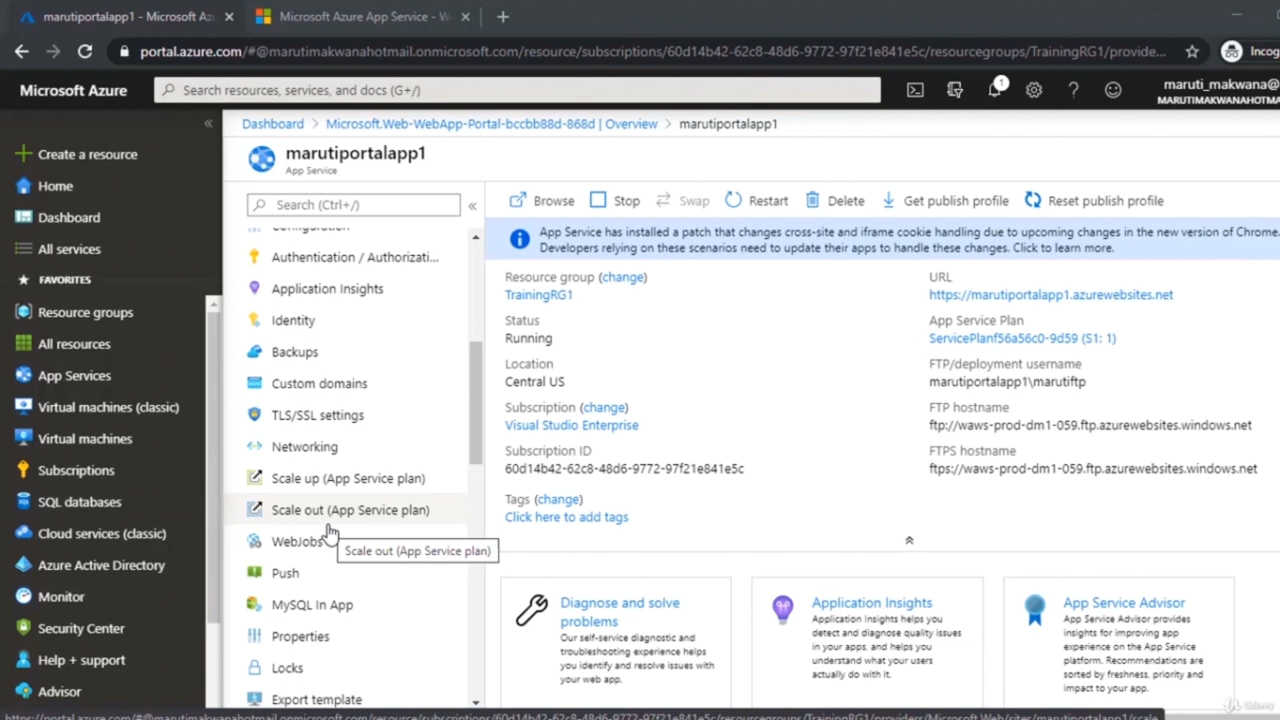 marutiportalapp1 - Microsoft Az
Microsoft Azure App Service - W
portal.azure.com/#@marutimakwanahotmail.onmicrosoft.com/resource/subscriptions/60d14b42-62c8-48d6-9772-97f21e841e5c/resourcegroups/TrainingRG1/provide...
Incog
Microsoft Azure
Search resources, services, and docs (G+/)
1
maruti_makwana@
MARUTIMAKWANAHOTMA
Dashboard > Microsoft.Web-WebApp-Portal-bccbb88d-868d | Overview > marutiportalapp1
Create a resource
Home
Dashboard
All services
FAVORITES
Resource groups
All resources
App Services
Virtual machines (classic)
Virtual machines
Subscriptions
SQL databases
Cloud services (classic)
Azure Active Directory
Monitor
Security Center
Help + support
Advisor
marutiportalapp1
App Service
Search (Ctrl+/)
Configuration
Authentication / Authorizati...
Application Insights
Identity
Backups
Custom domains
TLS/SSL settings
Networking
Scale up (App Service plan)
Scale out (App Service plan)
WebJobs
Scale out (App Service plan)
Push
MySQL In App
Properties
Locks
Export template
Browse Stop Swap Restart Delete Get publish profile Reset publish profile
App Service has installed a patch that changes cross-site and iframe cookie handling due to upcoming changes in the new version of Chrome.
Developers relying on these scenarios need to update their apps to handle these changes. Click to learn more.
Resource group (change)
TrainingRG1
Status
Running
Location
Central US
Subscription (change)
Visual Studio Enterprise
Subscription ID
60d14b42-62c8-48d6-9772-97f21e841e5c
Tags (change)
Click here to add tags
URL
https://marutiportalapp1.azurewebsites.net
App Service Plan
ServicePlanf56a56c0-9d59 (S1: 1)
FTP/deployment username
marutiportalapp1\marutiftp
FTP hostname
ftp://waws-prod-dm1-059.ftp.azurewebsites.windows.net
FTPS hostname
ftps://waws-prod-dm1-059.ftp.azurewebsites.windows.net
Diagnose and solve
problems
Our self-service diagnostic and
troubleshooting experience helps
you identify and resolve issues with
your web app.
Application Insights
Application Insights helps you
detect and diagnose quality issues
in your apps, and helps you
understand what your users
actually do with it.
App Service Advisor
App Service Advisor provides
insights for improving app
experience on the App Service
platform. Recommendations are
sorted by freshness, priority and
impact to your app.
Udemy